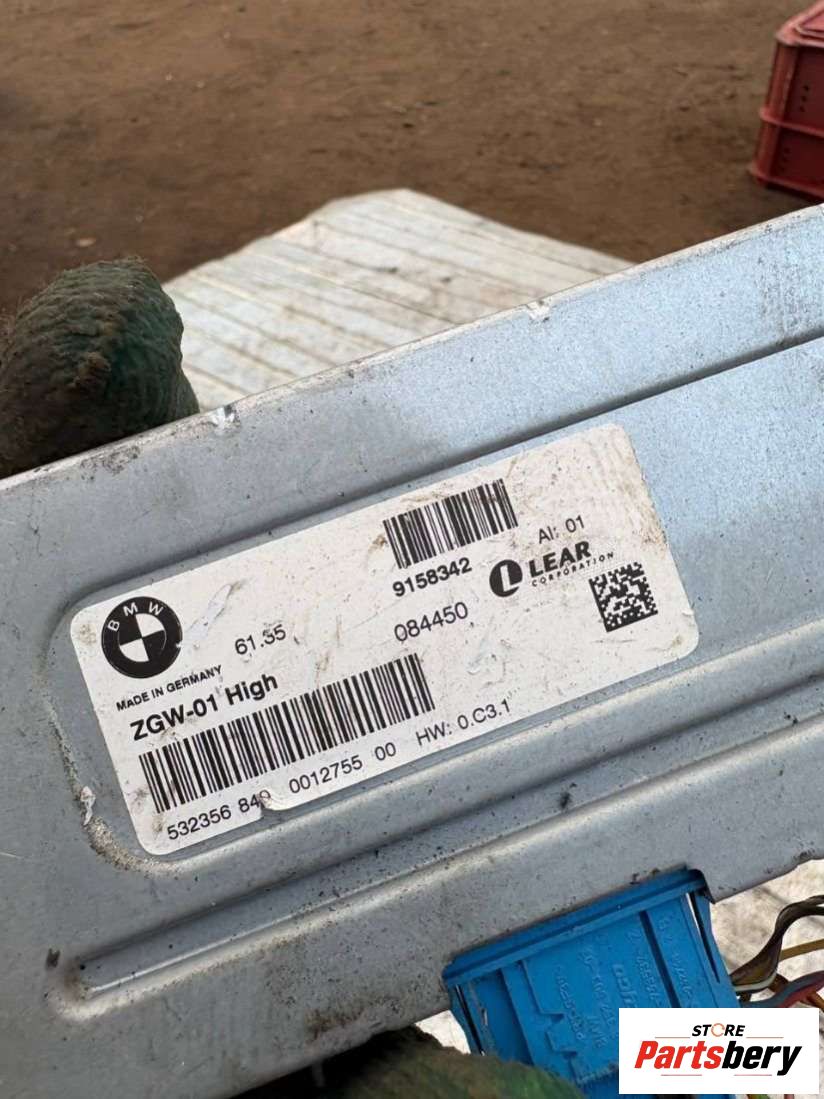 BMW
61.35
9158342
AI: 01
LEAR
CORPORATION
MADE IN GERMANY
084450
ZGW-01 High
532356 849 0012755 00
HW: 0.C3.1
STORE
Partsbery